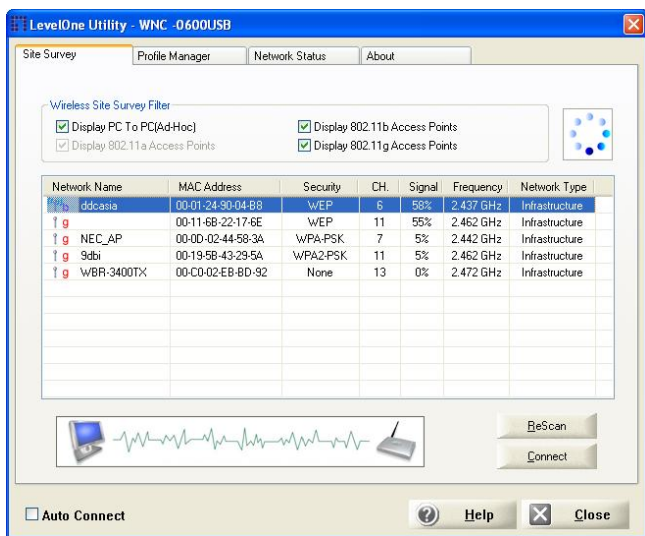 LevelOne Utility - WNC -0600USB
Site Survey Profile Manager Network Status About
Wireless Site Survey Filter
Display PC To PC(Ad-Hoc) Display 802.11b Access Points
Display 802.11a Access Points Display 802.11g Access Points
Network Name MAC Address Security CH. Signal Frequency Network Type
b ddcasia 00-01-24-90-04-B8 WEP 6 58% 2.437 GHz Infrastructure
g 00-11-6B-22-17-6E WEP 11 55% 2.462 GHz Infrastructure
g NEC_AP 00-0D-02-44-58-3A WPA-PSK 7 5% 2.442 GHz Infrastructure
g 9dbi 00-19-5B-43-29-5A WPA2-PSK 11 5% 2.462 GHz Infrastructure
g WBR-3400TX 00-C0-02-EB-BD-92 None 13 0% 2.472 GHz Infrastructure
ReScan
Connect
Auto Connect Help Close